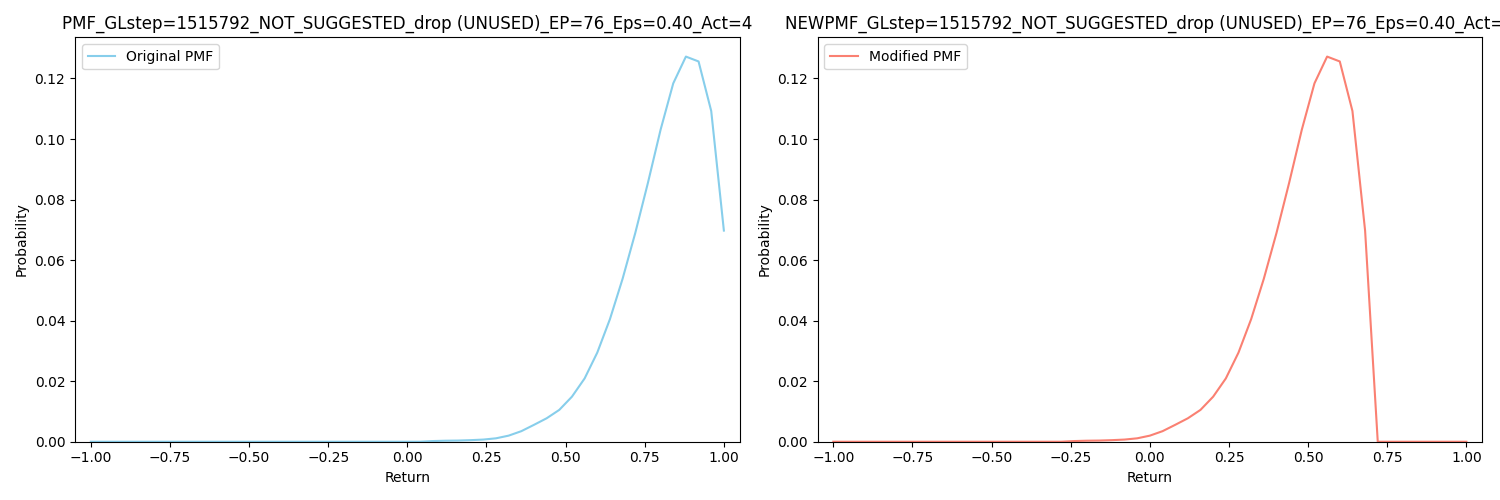 PMF_GLstep=1515792_NOT_SUGGESTED_drop (UNUSED)_EP=76_Eps=0.40_Act=4
Original PMF
Probability
0.12
0.10
0.08
0.06
0.04
0.02
0.00
−1.00 −0.75 −0.50 −0.25 0.00 0.25 0.50 0.75 1.00
Return
NEWPMF_GLstep=1515792_NOT_SUGGESTED_drop (UNUSED)_EP=76_Eps=0.40_Act=
Modified PMF
Probability
0.12
0.10
0.08
0.06
0.04
0.02
0.00
−1.00 −0.75 −0.50 −0.25 0.00 0.25 0.50 0.75 1.00
Return